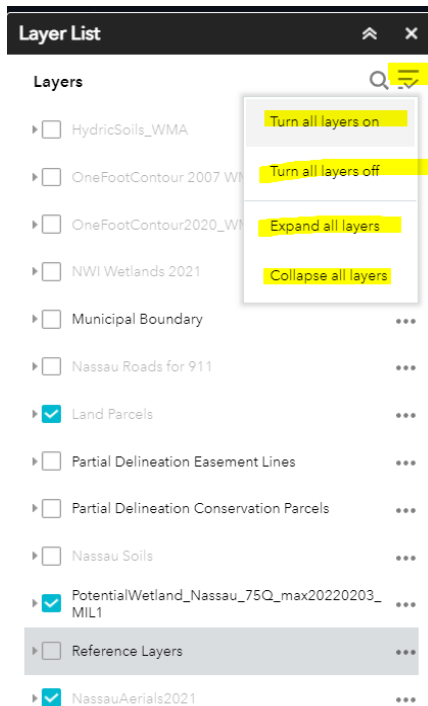 Layer List
Layers
Turn all layers on
HydricSoils_WMA
Turn all layers off
OneFootContour 2007 WM
OneFootContour2020_WM
Expand all layers
NWI Wetlands 2021
Collapse all layers
Municipal Boundary
Nassau Roads for 911
Land Parcels
Partial Delineation Easement Lines
Partial Delineation Conservation Parcels
Nassau Soils
PotentialWetland_Nassau_75Q_max20220203_
MIL1
Reference Layers
NassauAerials2021